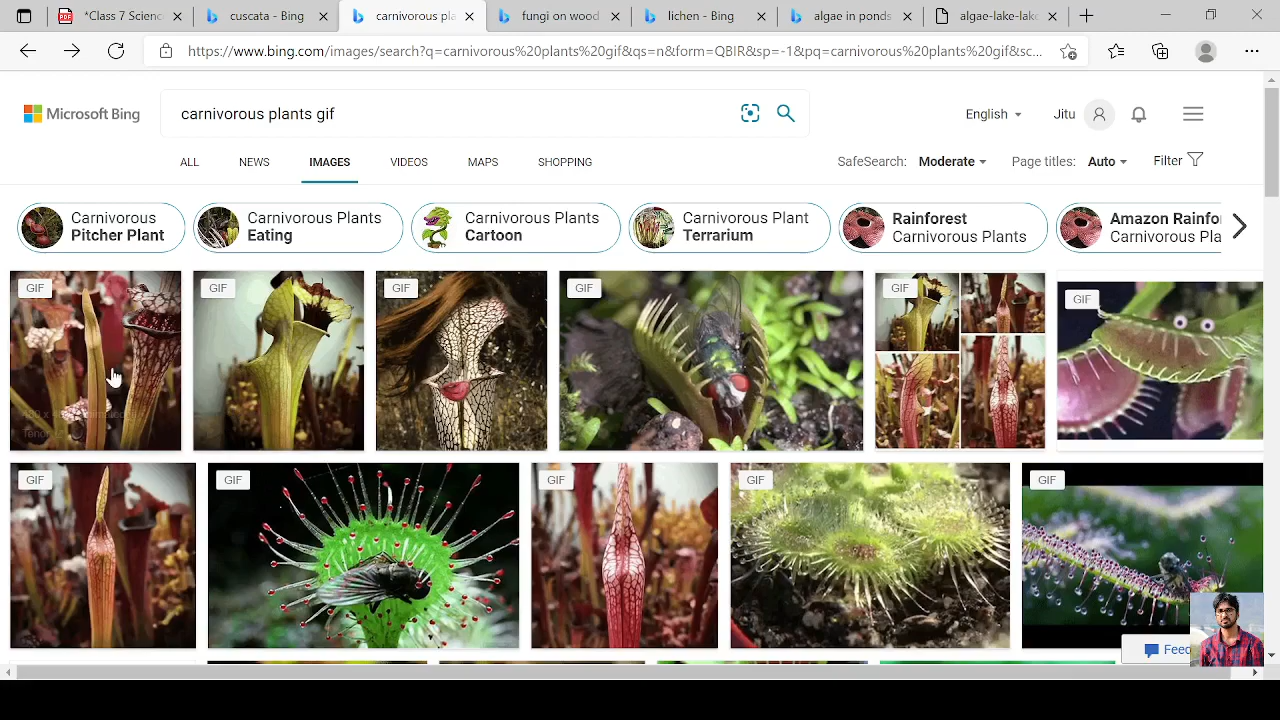 *Class 7 Scienc
cuscata - Bing
carnivorous pla
fungi on wood
lichen - Bing
algae in ponds.
algae-lake-lake
https://www.bing.com/images/search?q=carnivorous%20plants%20gif&qs=n&form=QBIR&sp=-1&pq=carnivorous%20plants%20gif&sc...
Microsoft Bing
carnivorous plants gif
English
Jitu
ALL
NEWS
IMAGES
VIDEOS
MAPS
SHOPPING
SafeSearch: Moderate
Page titles: Auto
Filter
Carnivorous
Pitcher Plant
Carnivorous Plants
Eating
Carnivorous Plants
Cartoon
Carnivorous Plant
Terrarium
Rainforest
Carnivorous Plants
Amazon Rainfo
Carnivorous Pla
GIF
GIF
GIF
GIF
GIF
GIF
GIF
GIF
GIF
GIF
GIF
Feed